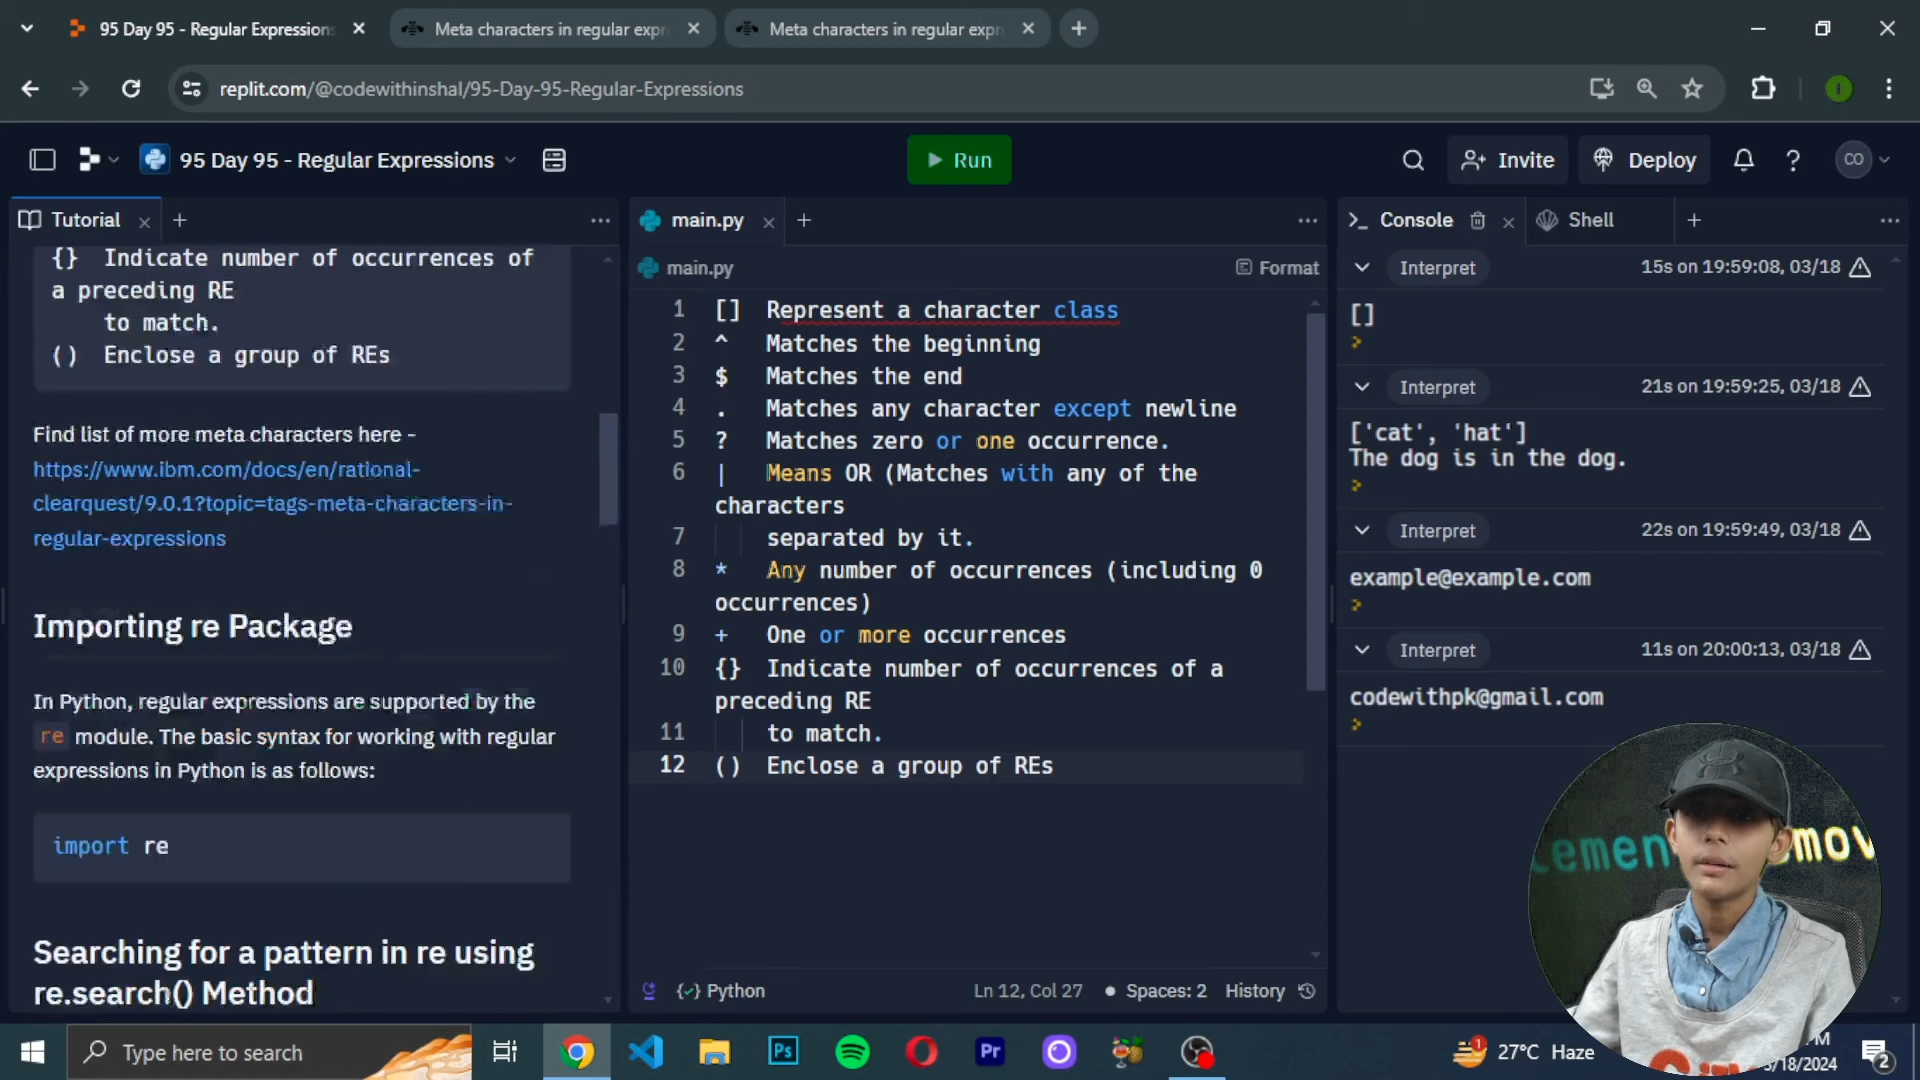 95 Day 95 - Regular Expression
Meta characters in regular expr
Meta characters in regular expr
replit.com/@codewithinshal/95-Day-95-Regular-Expressions
I
95 Day 95 - Regular Expressions
Run
Invite
Deploy
CO
Tutorial
{} Indicate number of occurrences of
a preceding RE
to match.
() Enclose a group of REs
Find list of more meta characters here -
https://www.ibm.com/docs/en/rational-
clearquest/9.0.1?topic=tags-meta-characters-in-
regular-expressions
Importing re Package
In Python, regular expressions are supported by the
re module. The basic syntax for working with regular
expressions in Python is as follows:
import re
Searching for a pattern in re using
re.search() Method
main.py
main.py
Format
1 [] Represent a character class
2 ^ Matches the beginning
3 $ Matches the end
4 . Matches any character except newline
5 ? Matches zero or one occurrence.
6 | Means OR (Matches with any of the
characters
7 separated by it.
8 * Any number of occurrences (including 0
occurrences)
9 + One or more occurrences
10 {} Indicate number of occurrences of a
preceding RE
11 to match.
12 () Enclose a group of REs
Python
Ln 12, Col 27
Spaces: 2
History
Console
Shell
Interpret
15s on 19:59:08, 03/18
[]
Interpret
21s on 19:59:25, 03/18
['cat', 'hat']
The dog is in the dog.
Interpret
22s on 19:59:49, 03/18
example@example.com
Interpret
11s on 20:00:13, 03/18
codewithpk@gmail.com
Type here to search
Ps
Pr
1
27°C Haze
/18/2024
2